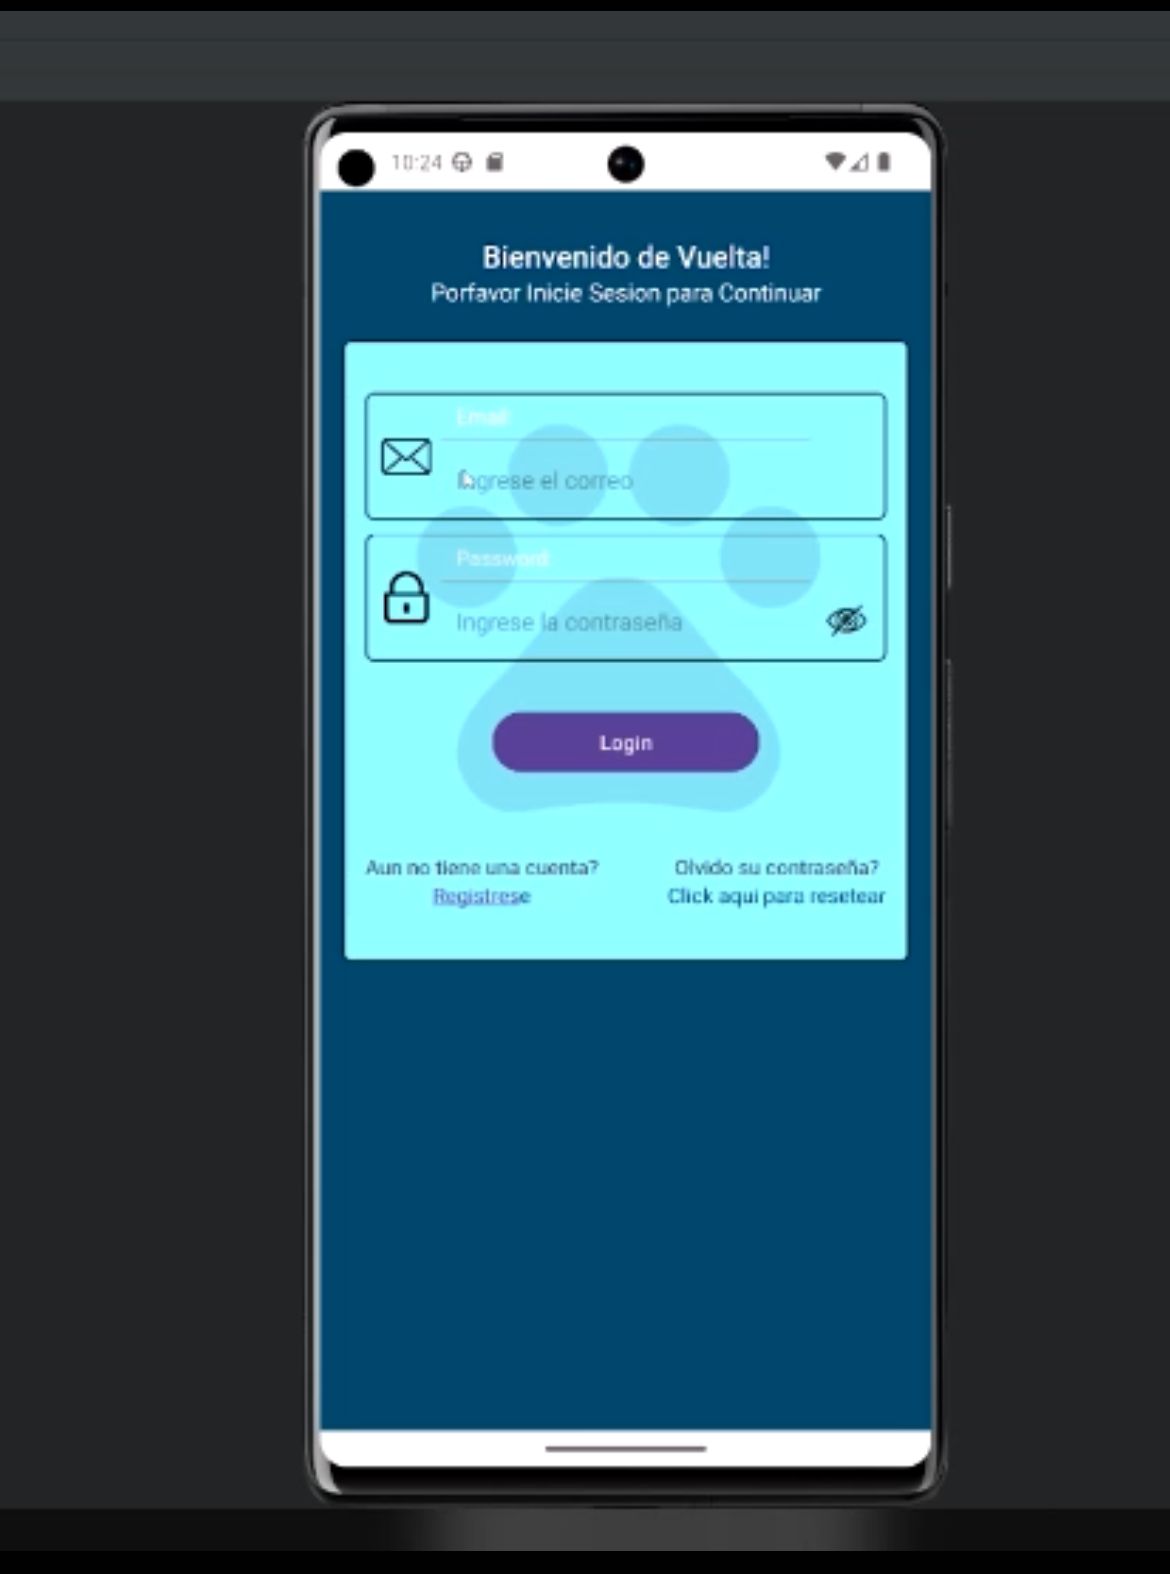 10:24
Bienvenido de Vuelta!
Porfavor Inicie Sesion para Continuar
Email:
Ingrese el correo
Password:
Ingrese la contraseña
Login
Aun no tiene una cuenta?
Registrese
Olvido su contraseña?
Click aqui para resetear